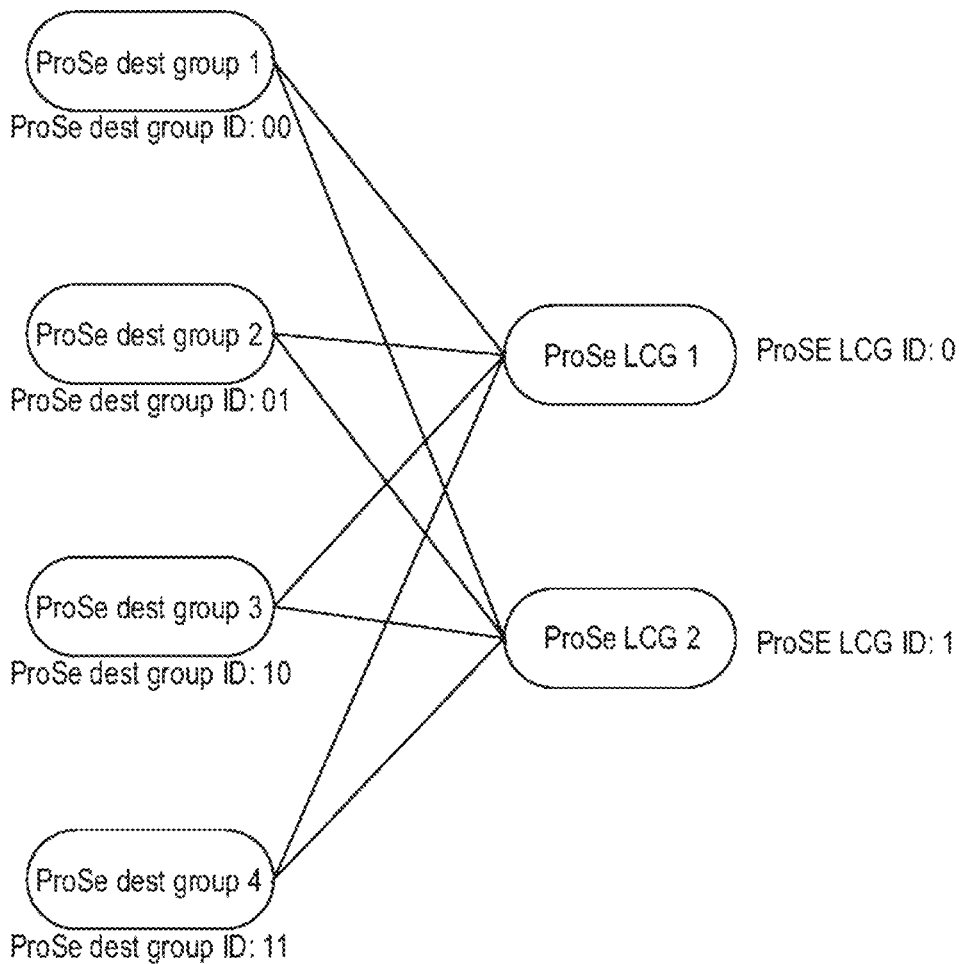 ProSe dest group 1
ProSe dest group ID: 00
ProSe dest group 2
ProSe dest group ID: 01
ProSe dest group 3
ProSe dest group ID: 10
ProSe dest group 4
ProSe dest group ID: 11
ProSe LCG 1
ProSE LCG ID: 0
ProSe LCG 2
ProSE LCG ID: 1